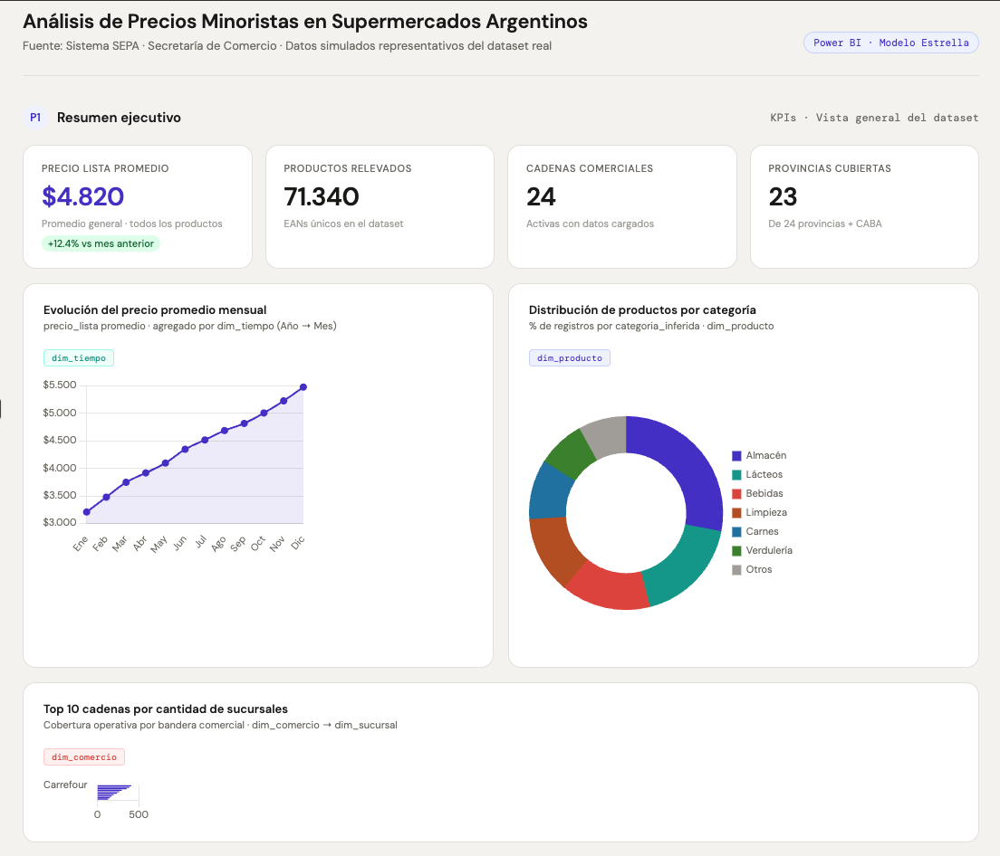 Análisis de Precios Minoristas en Supermercados Argentinos
Fuente: Sistema SEPA · Secretaría de Comercio · Datos simulados representativos del dataset real
Power BI · Modelo Estrella
P1
Resumen ejecutivo
KPIs · Vista general del dataset
PRECIO LISTA PROMEDIO
$4.820
Promedio general · todos los productos
+12.4% vs mes anterior
PRODUCTOS RELEVADOS
71.340
EANs únicos en el dataset
CADENAS COMERCIALES
24
Activas con datos cargados
PROVINCIAS CUBIERTAS
23
De 24 provincias + CABA
Evolución del precio promedio mensual
precio_lista promedio · agregado por dim_tiempo (Año → Mes)
dim_tiempo
$5.500
$5.000
$4.500
$4.000
$3.500
$3.000
Ene Feb Mar Abr May Jun Jul Ago Sep Oct Nov Dic
Distribución de productos por categoría
% de registros por categoria_inferida · dim_producto
dim_producto
Almacén
Lácteos
Bebidas
Limpieza
Carnes
Verdulería
Otros
Top 10 cadenas por cantidad de sucursales
Cobertura operativa por bandera comercial · dim_comercio → dim_sucursal
dim_comercio
Carrefour
0 500